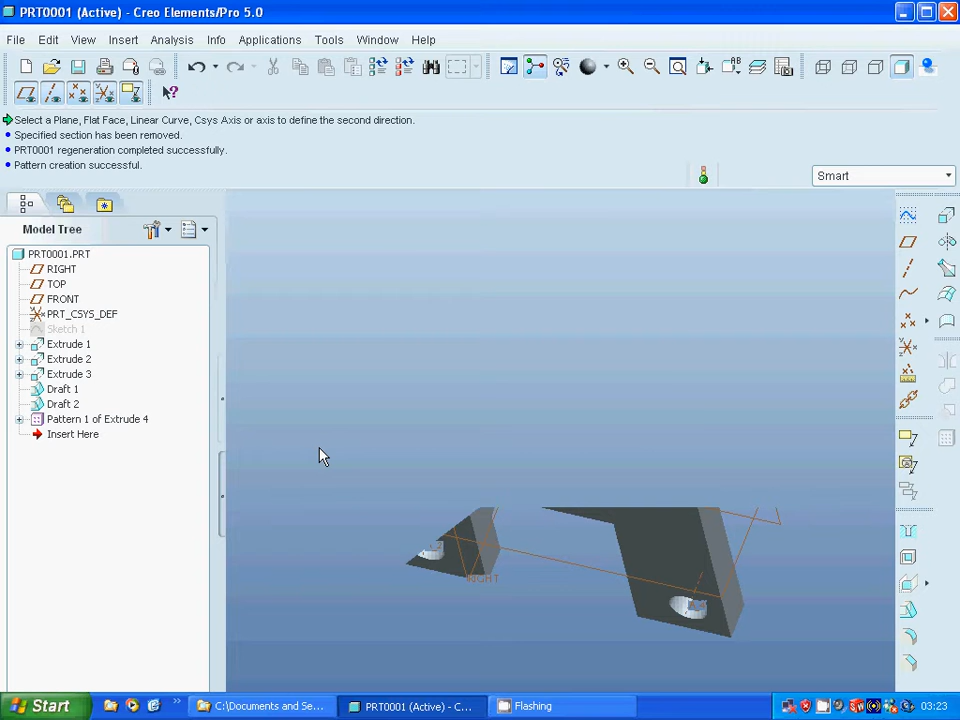 PRT0001 (Active) - Creo Elements/Pro 5.0
File Edit View Insert Analysis Info Applications Tools Window Help
Select a Plane, Flat Face, Linear Curve, Csys Axis or axis to define the second direction.
Specified section has been removed.
PRT0001 regeneration completed successfully.
Pattern creation successful.
Smart
Model Tree
PRT0001.PRT
RIGHT
TOP
FRONT
PRT_CSYS_DEF
Sketch 1
Extrude 1
Extrude 2
Extrude 3
Draft 1
Draft 2
Pattern 1 of Extrude 4
Insert Here
RIGHT
Start
C:\Documents and Se...
PRT0001 (Active) - C...
Flashing
03:23